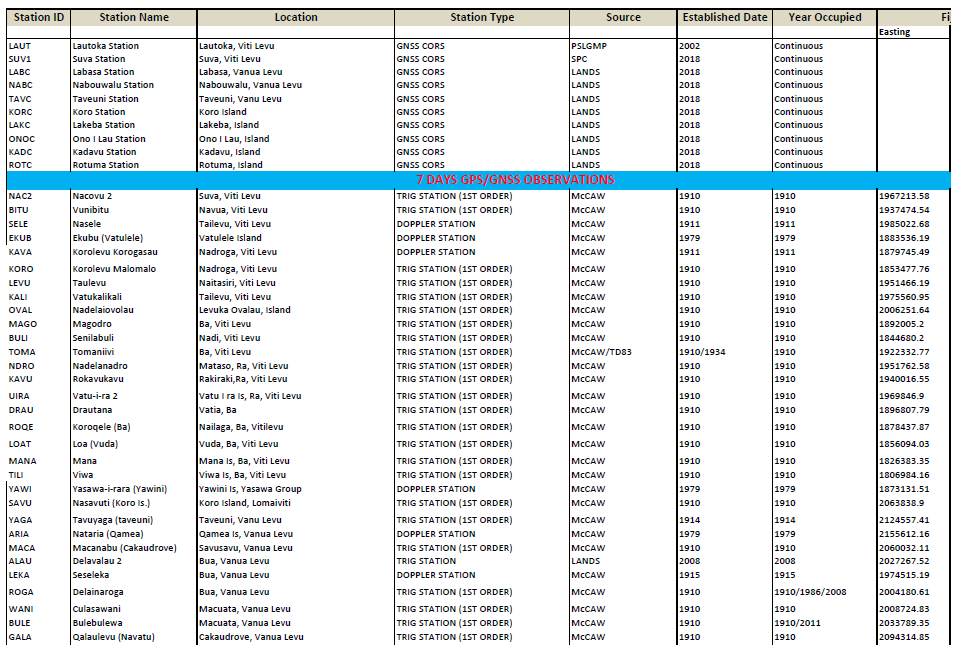 Station ID Station Name Location Station Type Source Established Date Year Occupied Fi
Easting
LAUT Lautoka Station Lautoka, Viti Levu GNSS CORS PSLGMP 2002 Continuous
SUV1 Suva Station Suva, Viti Levu GNSS CORS SPC 2018 Continuous
LABC Labasa Station Labasa, Vanua Levu GNSS CORS LANDS 2018 Continuous
NABC Nabouwalu Station Nabouwalu, Vanua Levu GNSS CORS LANDS 2018 Continuous
TAVC Taveuni Station Taveuni, Vanu Levu GNSS CORS LANDS 2018 Continuous
KORC Koro Station Koro Island GNSS CORS LANDS 2018 Continuous
LAKC Lakeba Station Lakeba, Island GNSS CORS LANDS 2018 Continuous
ONOC Ono I Lau Station Ono I Lau, Island GNSS CORS LANDS 2018 Continuous
KADC Kadavu Station Kadavu, Island GNSS CORS LANDS 2018 Continuous
ROTC Rotuma Station Rotuma, Island GNSS CORS LANDS 2018 Continuous
7 DAYS GPS/GNSS OBSERVATIONS
NAC2 Nacovu 2 Suva, Viti Levu TRIG STATION (1ST ORDER) McCAW 1910 1910 1967213.58
BITU Vunibitu Navua, Viti Levu TRIG STATION (1ST ORDER) McCAW 1910 1910 1937474.54
SELE Nasele Tailevu, Viti Levu DOPPLER STATION McCAW 1911 1911 1985022.68
EKUB Ekubu (Vatulele) Vatulele Island DOPPLER STATION McCAW 1979 1979 1883536.19
KAVA Korolevu Korogasau Nadroga, Viti Levu DOPPLER STATION McCAW 1911 1911 1879745.49
KORO Korolevu Malomalo Nadroga, Viti Levu TRIG STATION (1ST ORDER) McCAW 1910 1910 1853477.76
LEVU Taulevu Naitasiri, Viti Levu TRIG STATION (1ST ORDER) McCAW 1910 1910 1951466.19
KALI Vatukalikali Tailevu, Viti Levu TRIG STATION (1ST ORDER) McCAW 1910 1910 1975560.95
OVAL Nadelaiovolau Levuka Ovalau, Island TRIG STATION (1ST ORDER) McCAW 1910 1910 2006251.64
MAGO Magodro Ba, Viti Levu TRIG STATION (1ST ORDER) McCAW 1910 1910 1892005.2
BULI Senilabuli Nadi, Viti Levu TRIG STATION (1ST ORDER) McCAW 1910 1910 1844680.2
TOMA Tomaniivi Ba, Viti Levu TRIG STATION (1ST ORDER) McCAW/TD83 1910/1934 1910 1922332.77
NDRO Nadelanadro Mataso, Ra, Viti Levu TRIG STATION (1ST ORDER) McCAW 1910 1910 1951762.58
KAVU Rokavukavu Rakiraki,Ra, Viti Levu TRIG STATION (1ST ORDER) McCAW 1910 1910 1940016.55
UIRA Vatu-i-ra 2 Vatu I ra Is, Ra, Viti Levu TRIG STATION (1ST ORDER) McCAW 1910 1910 1969846.9
DRAU Drautana Vatia, Ba TRIG STATION (1ST ORDER) McCAW 1910 1910 1896807.79
ROQE Koroqele (Ba) Nailaga, Ba, Vitilevu TRIG STATION (1ST ORDER) McCAW 1910 1910 1878437.87
LOAT Loa (Vuda) Vuda, Ba, Viti Levu TRIG STATION (1ST ORDER) McCAW 1910 1910 1856094.03
MANA Mana Mana Is, Ba, Viti Levu TRIG STATION (1ST ORDER) McCAW 1910 1910 1826383.35
TILI Viwa Viwa Is, Ba, Viti Levu TRIG STATION (1ST ORDER) McCAW 1910 1910 1806984.16
YAWI Yasawa-i-rara (Yawini) Yawini Is, Yasawa Group DOPPLER STATION McCAW 1979 1979 1873131.51
SAVU Nasavuti (Koro Is.) Koro Island, Lomaiviti TRIG STATION (1ST ORDER) McCAW 1910 1910 2063838.9
YAGA Tavuyaga (taveuni) Taveuni, Vanu Levu TRIG STATION (1ST ORDER) McCAW 1914 1914 2124557.41
ARIA Nataria (Qamea) Qamea Is, Vanua Levu DOPPLER STATION McCAW 1979 1979 2155612.16
MACA Macanabu (Cakaudrove) Savusavu, Vanua Levu TRIG STATION (1ST ORDER) McCAW 1910 1910 2060032.11
ALAU Delavalau 2 Bua, Vanua Levu TRIG STATION LANDS 2008 2008 2027267.52
LEKA Seseleka Bua, Vanua Levu DOPPLER STATION McCAW 1915 1915 1974515.19
ROGA Delainaroga Bua, Vanua Levu TRIG STATION (1ST ORDER) McCAW 1910 1910/1986/2008 2004180.61
WANI Culasawani Macuata, Vanua Levu TRIG STATION (1ST ORDER) McCAW 1910 1910 2008724.83
BULE Bulebulewa Macuata, Vanua Levu TRIG STATION (1ST ORDER) McCAW 1910 1910/2011 2033789.35
GALA Qalaulevu (Navatu) Cakaudrove, Vanua Levu TRIG STATION (1ST ORDER) McCAW 1910 1910 2094314.85